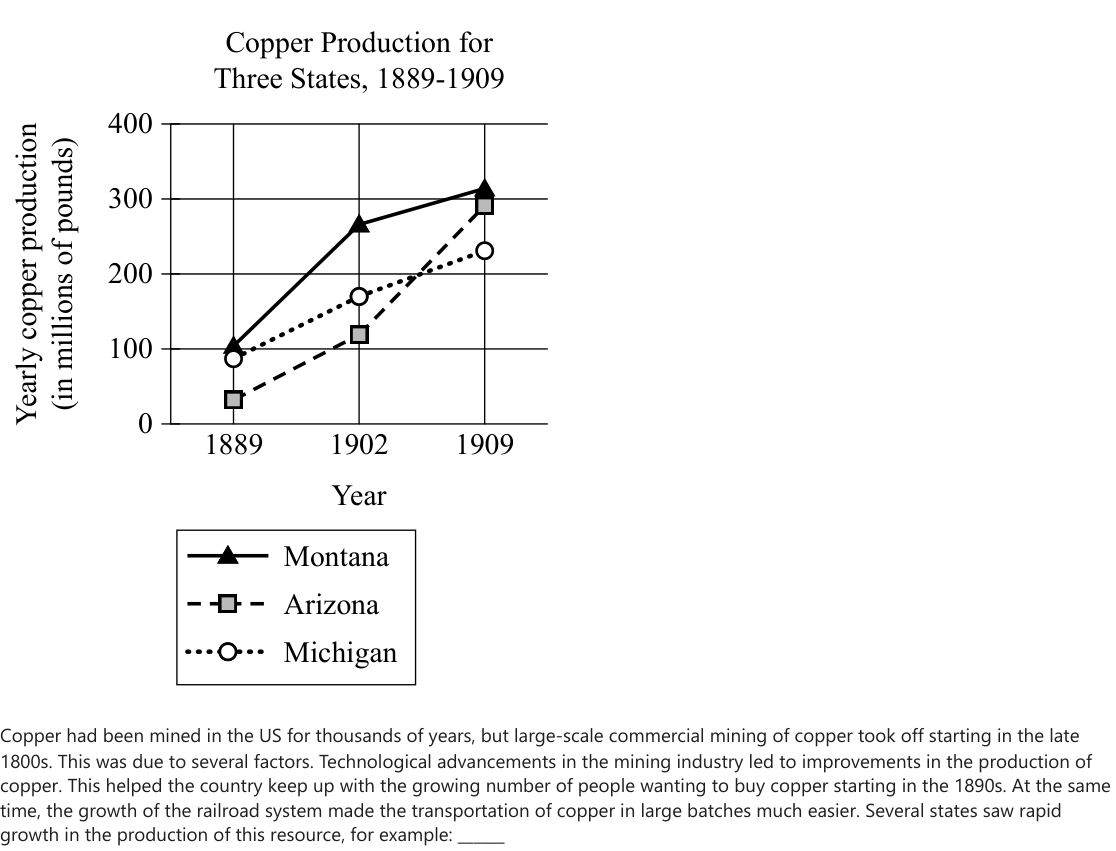 Copper Production for
Three States, 1889-1909
Yearly copper production
(in millions of pounds)
400
300
200
100
0
1889 1902 1909
Year
Montana
Arizona
Michigan
Copper had been mined in the US for thousands of years, but large-scale commercial mining of copper took off starting in the late
1800s. This was due to several factors. Technological advancements in the mining industry led to improvements in the production of
copper. This helped the country keep up with the growing number of people wanting to buy copper starting in the 1890s. At the same
time, the growth of the railroad system made the transportation of copper in large batches much easier. Several states saw rapid
growth in the production of this resource, for example: ______